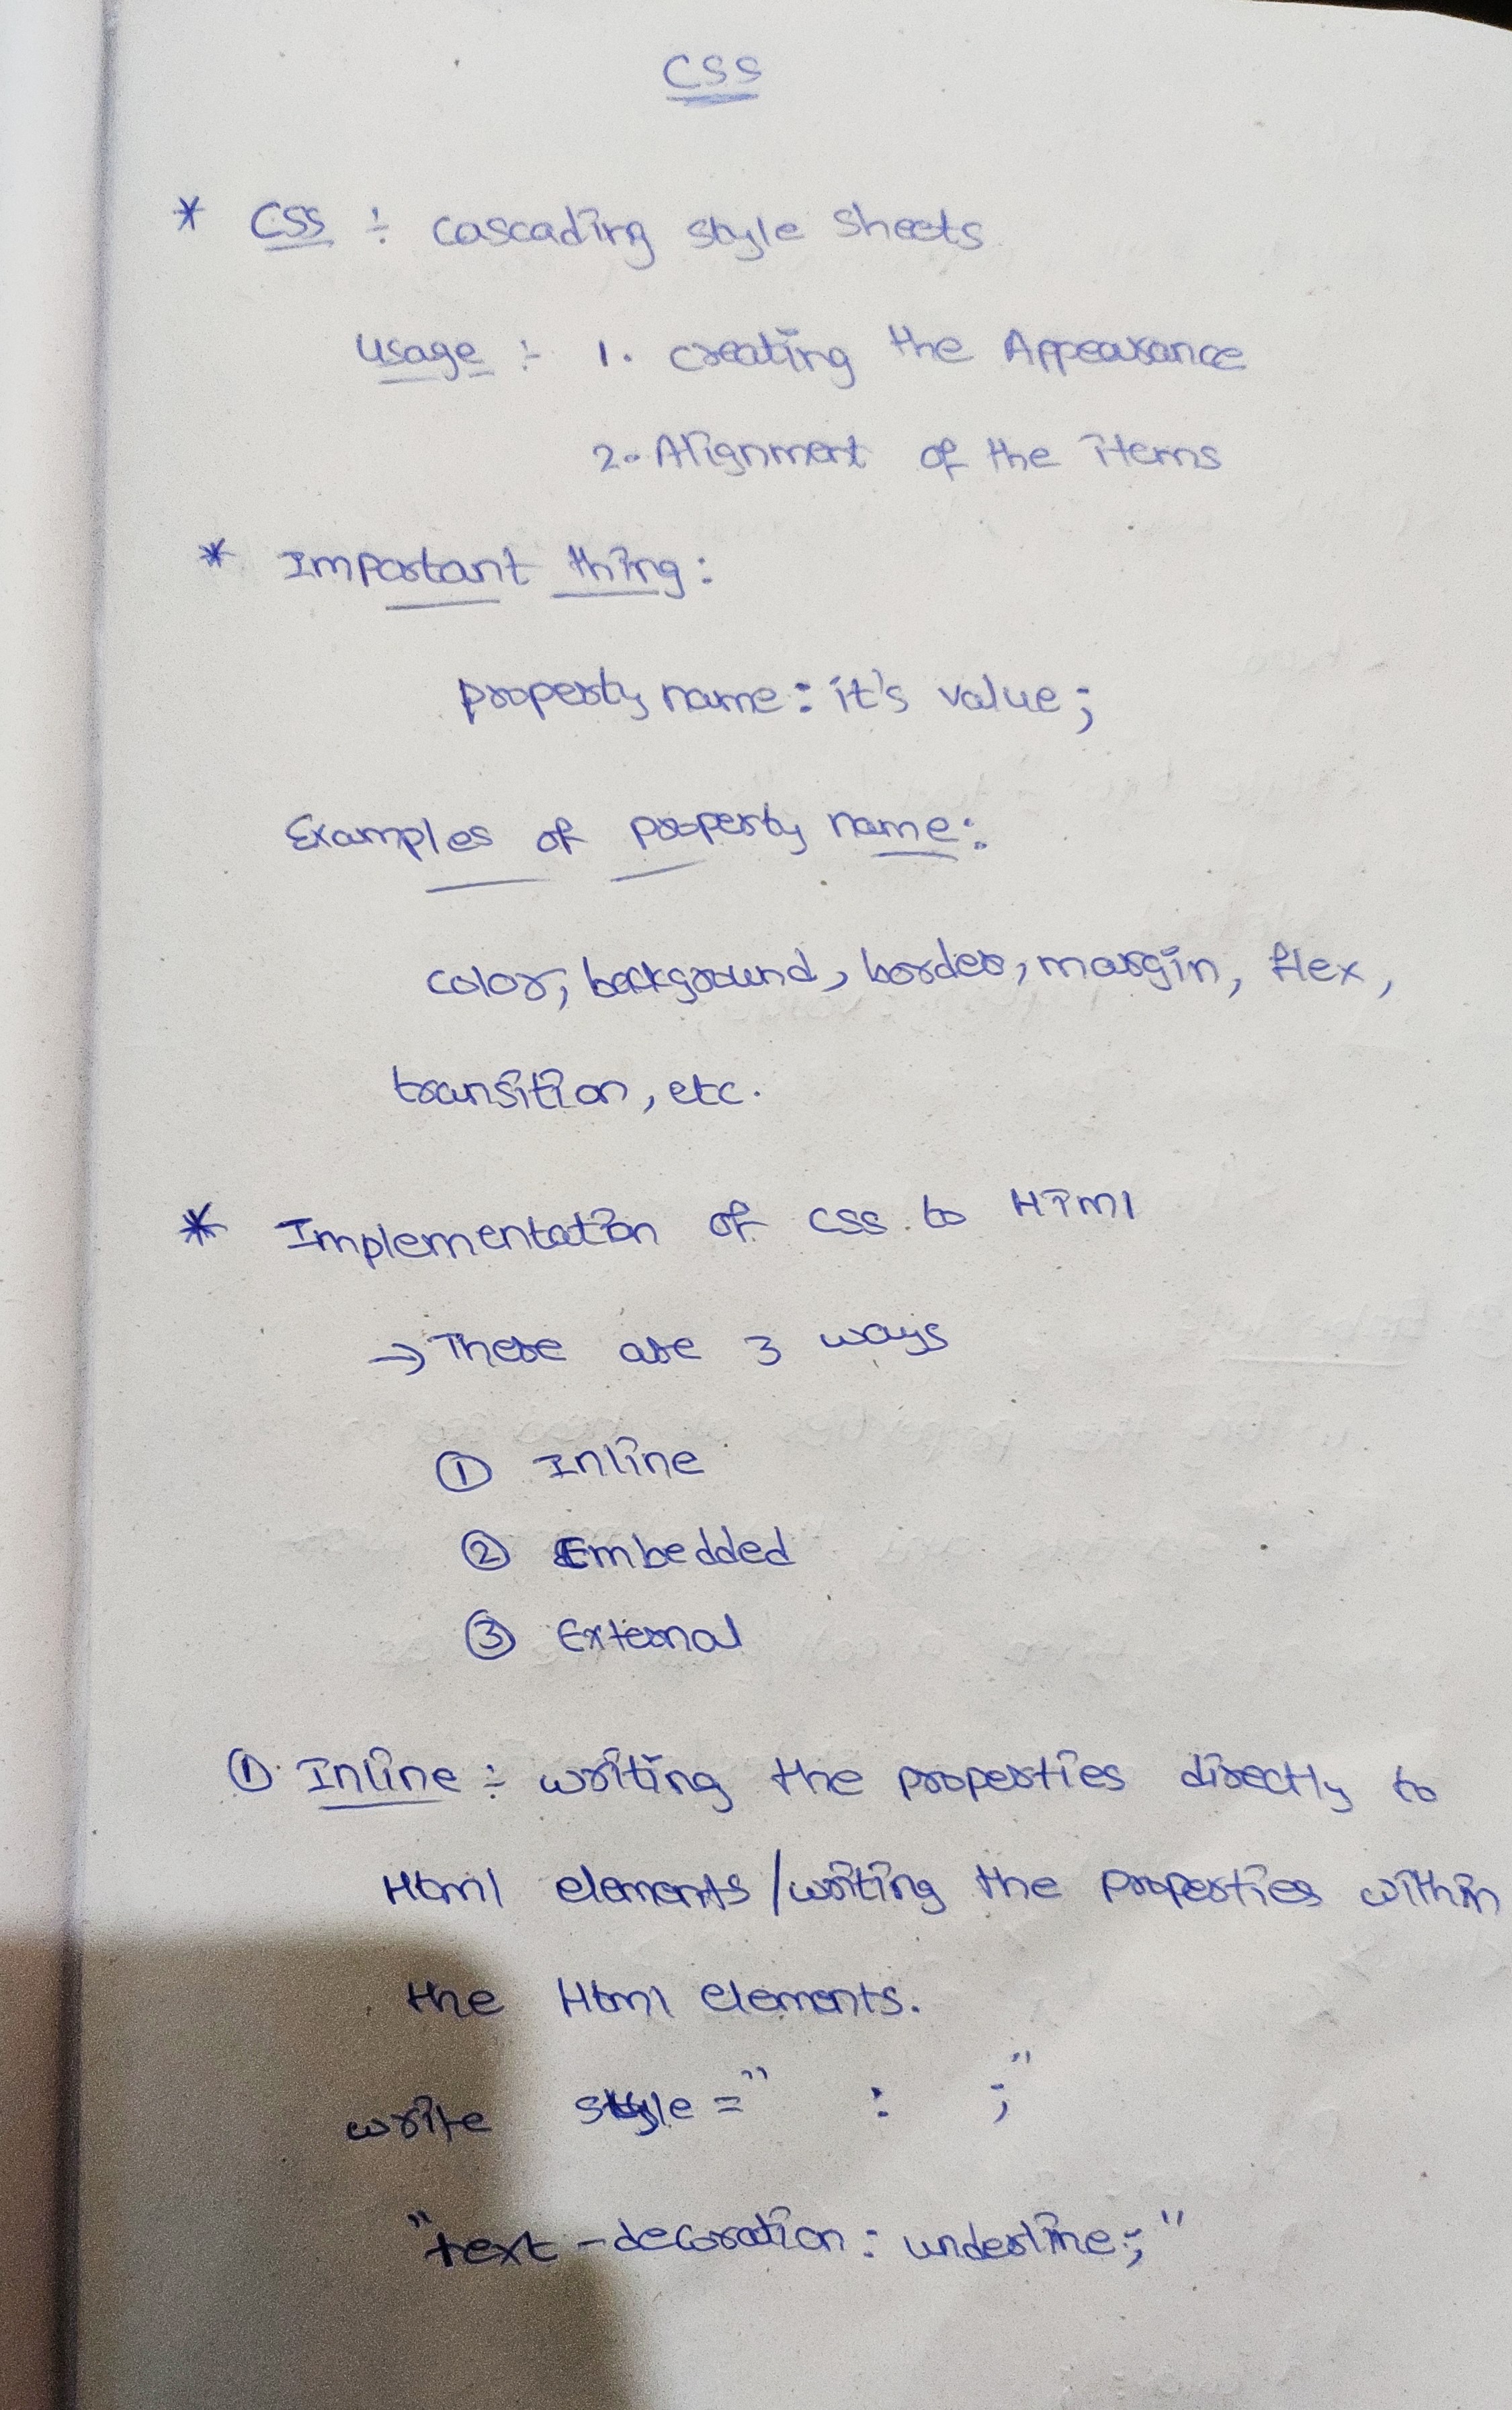 CSS
* CSS :- cascading style sheets
usage :- 1. creating the Appearance
2. Alignment of the items
* Important thing:
property name: it's value;
Examples of property name:
color, background, border, margin, flex,
transition, etc.
* Implementation of CSS to HTML
→ There are 3 ways
① Inline
② Embedded
③ External
①. Inline :- writing the properties directly to
Html elements/writing the properties within
the Html elements.
write style =" : ;"
"text-decoration: underline;"